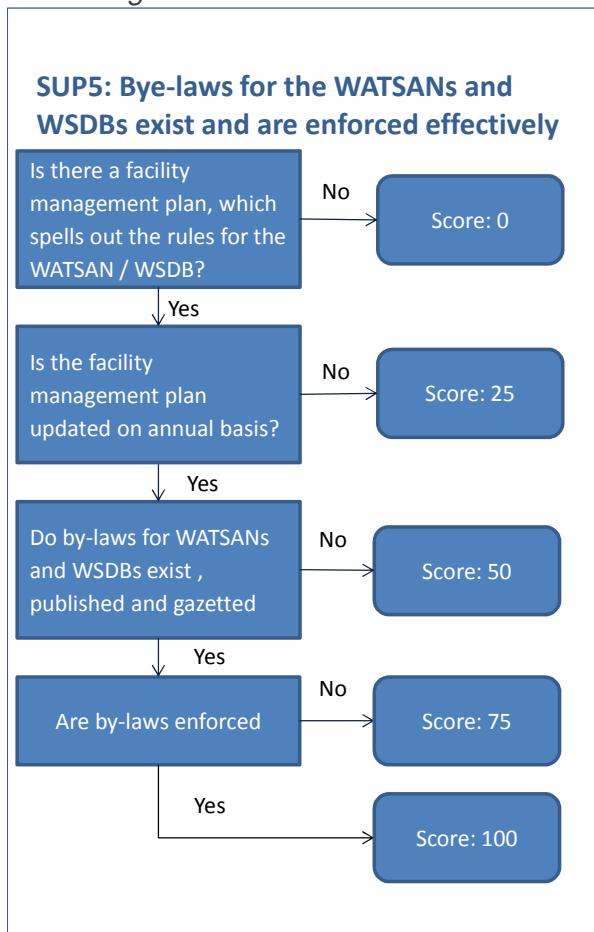 SUP5: Bye-laws for the WATSANs and
WSDBs exist and are enforced effectively
Is there a facility
management plan, which
spells out the rules for the
WATSAN / WSDB?
No
Score: 0
Yes
Is the facility
management plan
updated on annual basis?
No
Score: 25
Yes
Do by-laws for WATSANs
and WSDBs exist ,
published and gazetted
No
Score: 50
Yes
Are by-laws enforced
No
Score: 75
Yes
Score: 100